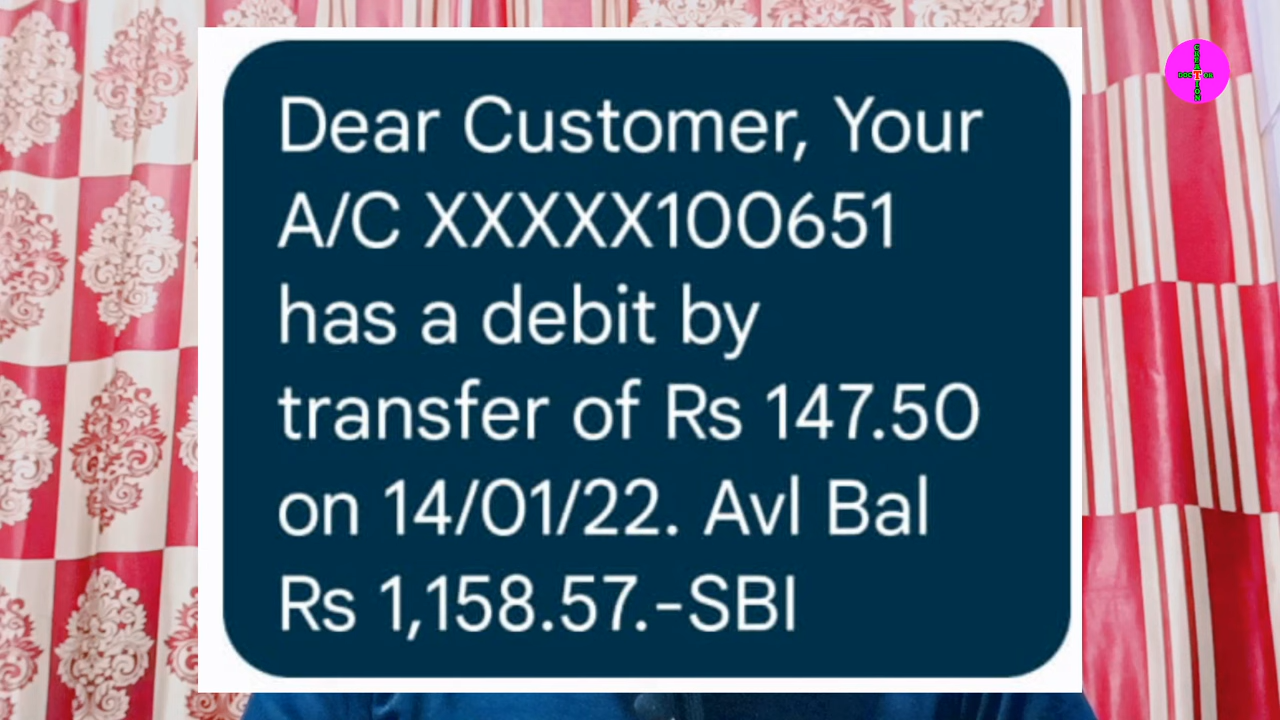 Dear Customer, Your
A/C XXXXX100651
has a debit by
transfer of Rs 147.50
on 14/01/22. Avl Bal
Rs 1,158.57.-SBI